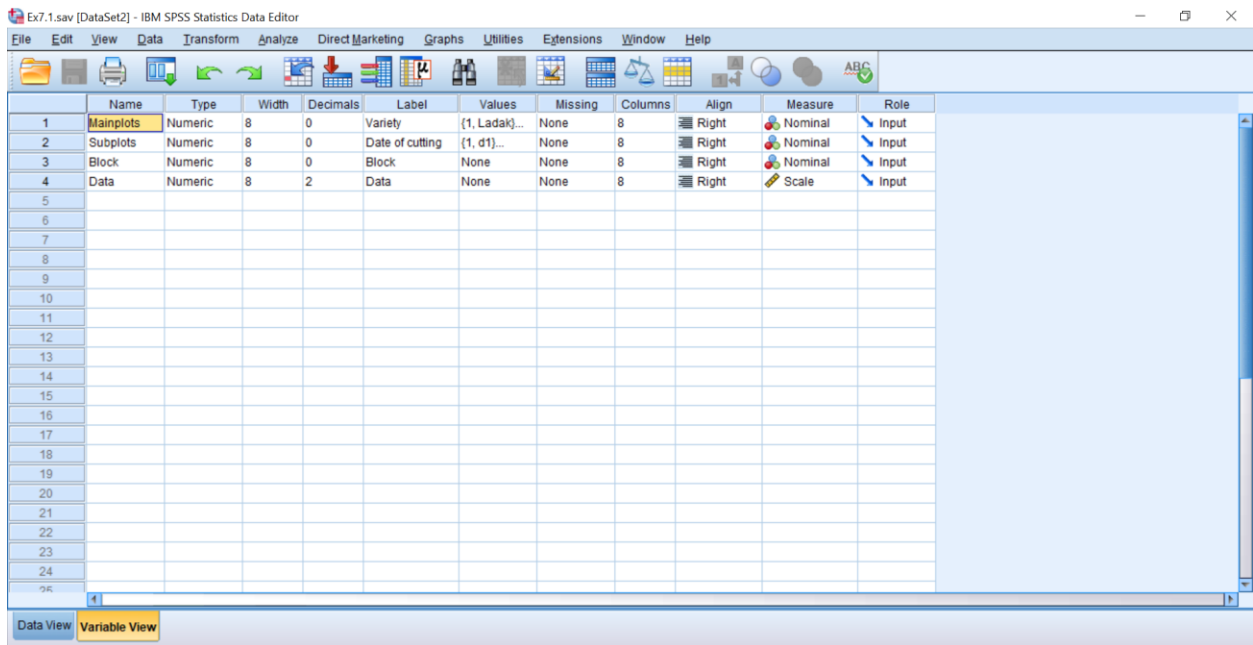 Ex7.1.sav [DataSet2] - IBM SPSS Statistics Data Editor
File Edit View Data Transform Analyze Direct Marketing Graphs Utilities Extensions Window Help
μ A 1 4 ABC
Name Type Width Decimals Label Values Missing Columns Align Measure Role
1 Mainplots Numeric 8 0 Variety {1, Ladak}... None 8 Right Nominal Input
2 Subplots Numeric 8 0 Date of cutting {1, d1}... None 8 Right Nominal Input
3 Block Numeric 8 0 Block None None 8 Right Nominal Input
4 Data Numeric 8 2 Data None None 8 Right Scale Input
5
6
7
8
9
10
11
12
13
14
15
16
17
18
19
20
21
22
23
24
25
Data View Variable View